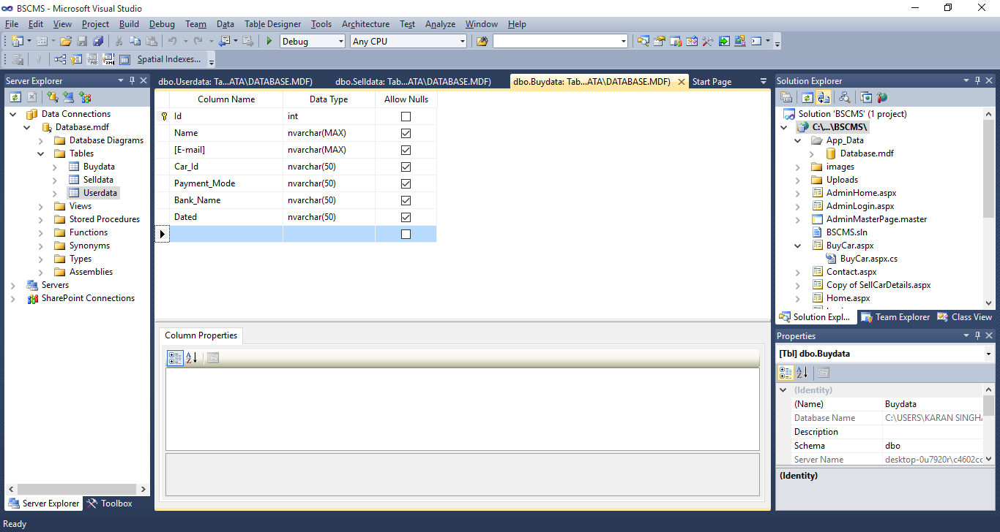 BSCMS - Microsoft Visual Studio
File Edit View Project Build Debug Team Data Table Designer Tools Architecture Test Analyze Window Help
Debug Any CPU
Spatial Indexes...
Server Explorer
Data Connections
Database.mdf
Database Diagrams
Tables
Buydata
Selldata
Userdata
Views
Stored Procedures
Functions
Synonyms
Types
Assemblies
Servers
SharePoint Connections
Server Explorer Toolbox
dbo.Userdata: Ta...ATA\DATABASE.MDF) dbo.Selldata: Tab...ATA\DATABASE.MDF) dbo.Buydata: Tab...ATA\DATABASE.MDF) Start Page
Column Name Data Type Allow Nulls
Id int
Name nvarchar(MAX)
[E-mail] nvarchar(MAX)
Car_Id nvarchar(50)
Payment_Mode nvarchar(50)
Bank_Name nvarchar(50)
Dated nvarchar(50)
Column Properties
Solution Explorer
Solution 'BSCMS' (1 project)
C:\...\BSCMS\
App_Data
Database.mdf
images
Uploads
AdminHome.aspx
AdminLogin.aspx
AdminMasterPage.master
BSCMS.sln
BuyCar.aspx
BuyCar.aspx.cs
Contact.aspx
Copy of SellCarDetails.aspx
Home.aspx
Solution Expl... Team Explorer Class View
Properties
[Tbl] dbo.Buydata
(Identity)
(Name) Buydata
Database Name C:\USERS\KARAN SINGHA
Description
Schema dbo
Server Name desktop-0u7920r\c4602cc
(Identity)
Ready